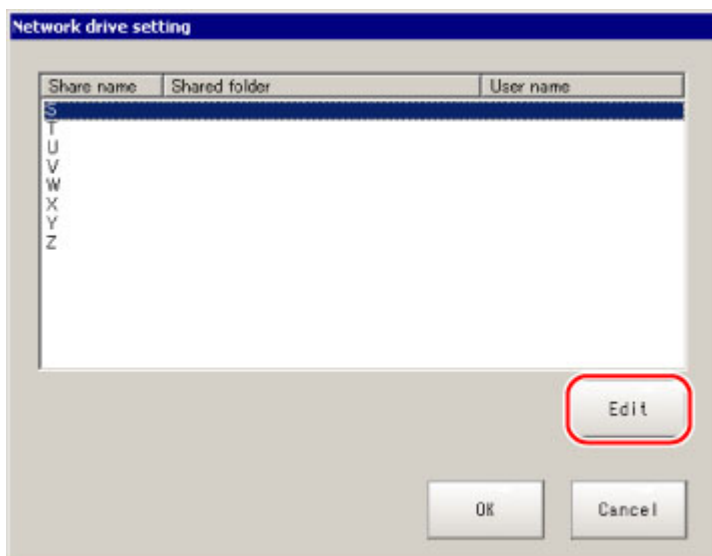 Network drive setting
Share name Shared folder User name
S
T
U
V
W
X
Y
Z
Edit
OK Cancel